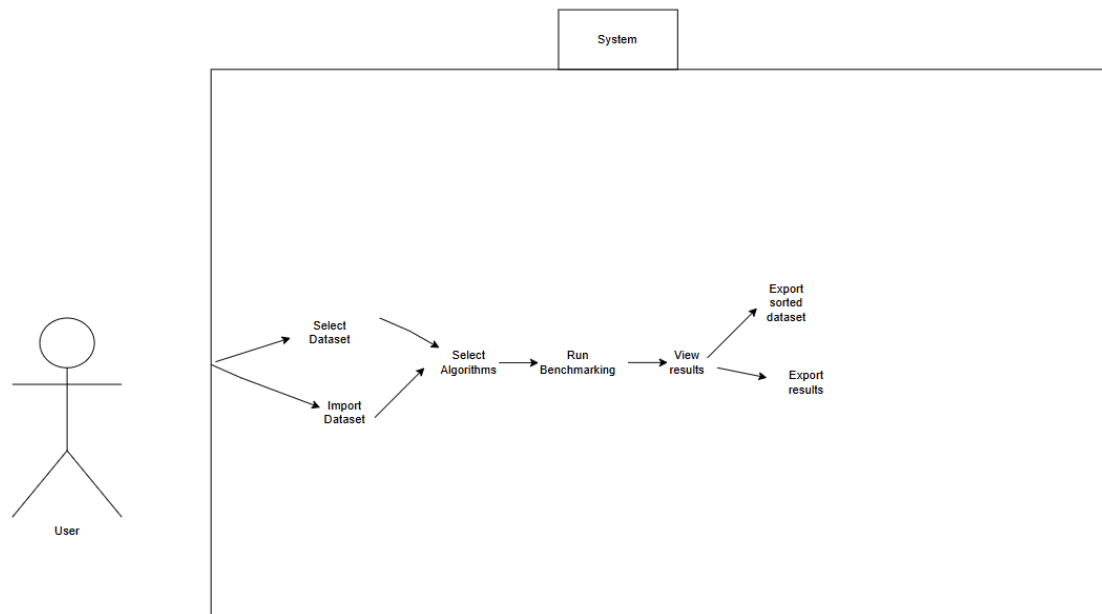 System
Select
Dataset
Import
Dataset
Select
Algorithms
Run
Benchmarking
View
results
Export
sorted
dataset
Export
results
User